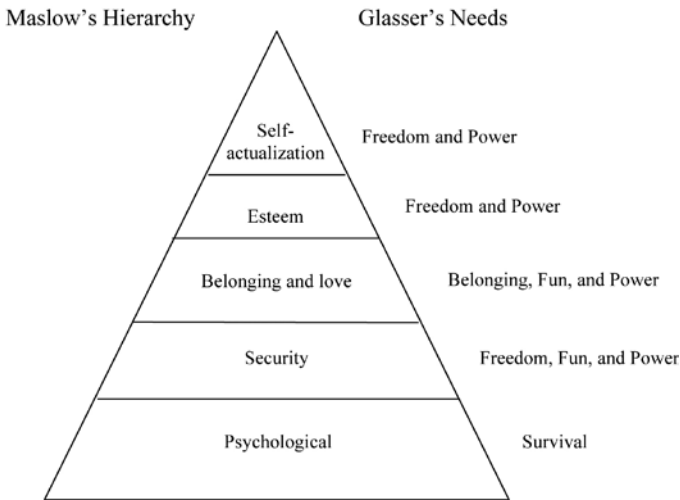 Maslow's Hierarchy
Glasser's Needs
Self-
actualization
Freedom and Power
Esteem
Freedom and Power
Belonging and love
Belonging, Fun, and Power
Security
Freedom, Fun, and Power
Psychological
Survival